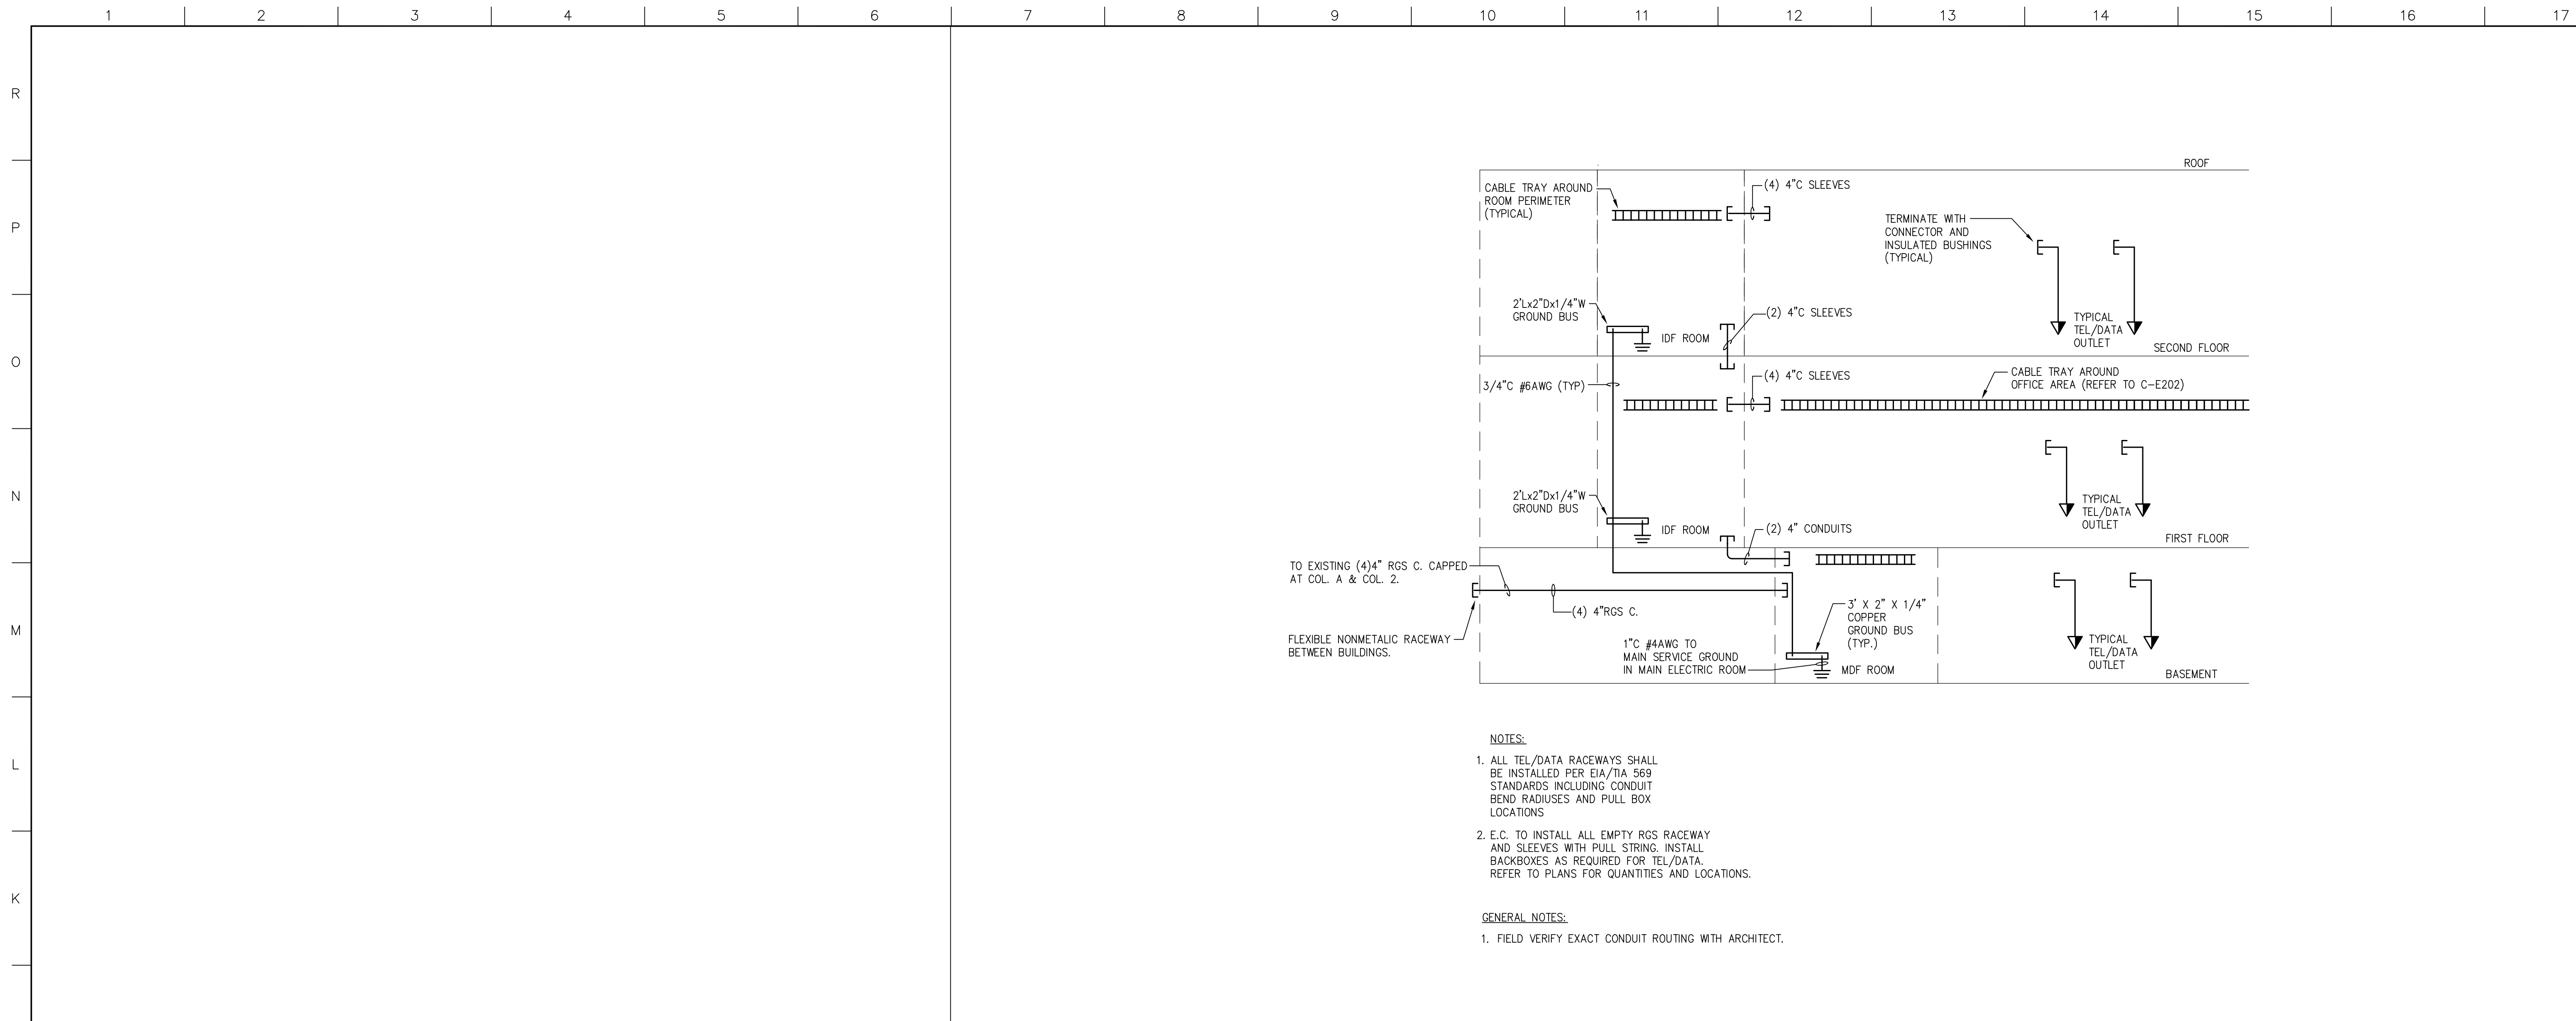 1 2 3 4 5 6 7 8 9 10 11 12 13 14 15 16 17
R
P
O
N
M
L
K
ROOF
CABLE TRAY AROUND
ROOM PERIMETER
(TYPICAL)
(4) 4"C SLEEVES
TERMINATE WITH
CONNECTOR AND
INSULATED BUSHINGS
(TYPICAL)
2'Lx2"Dx1/4"W
GROUND BUS
IDF ROOM
(2) 4"C SLEEVES
TYPICAL
TEL/DATA
OUTLET
SECOND FLOOR
3/4"C #6AWG (TYP)
(4) 4"C SLEEVES
CABLE TRAY AROUND
OFFICE AREA (REFER TO C-E202)
2'Lx2"Dx1/4"W
GROUND BUS
IDF ROOM
(2) 4" CONDUITS
TYPICAL
TEL/DATA
OUTLET
FIRST FLOOR
TO EXISTING (4)4" RGS C. CAPPED
AT COL. A & COL. 2.
(4) 4"RGS C.
FLEXIBLE NONMETALIC RACEWAY
BETWEEN BUILDINGS.
1"C #4AWG TO
MAIN SERVICE GROUND
IN MAIN ELECTRIC ROOM
3' X 2" X 1/4"
COPPER
GROUND BUS
(TYP.)
MDF ROOM
TYPICAL
TEL/DATA
OUTLET
BASEMENT
NOTES:
1. ALL TEL/DATA RACEWAYS SHALL
BE INSTALLED PER EIA/TIA 569
STANDARDS INCLUDING CONDUIT
BEND RADIUSES AND PULL BOX
LOCATIONS
2. E.C. TO INSTALL ALL EMPTY RGS RACEWAY
AND SLEEVES WITH PULL STRING. INSTALL
BACKBOXES AS REQUIRED FOR TEL/DATA.
REFER TO PLANS FOR QUANTITIES AND LOCATIONS.
GENERAL NOTES:
1. FIELD VERIFY EXACT CONDUIT ROUTING WITH ARCHITECT.